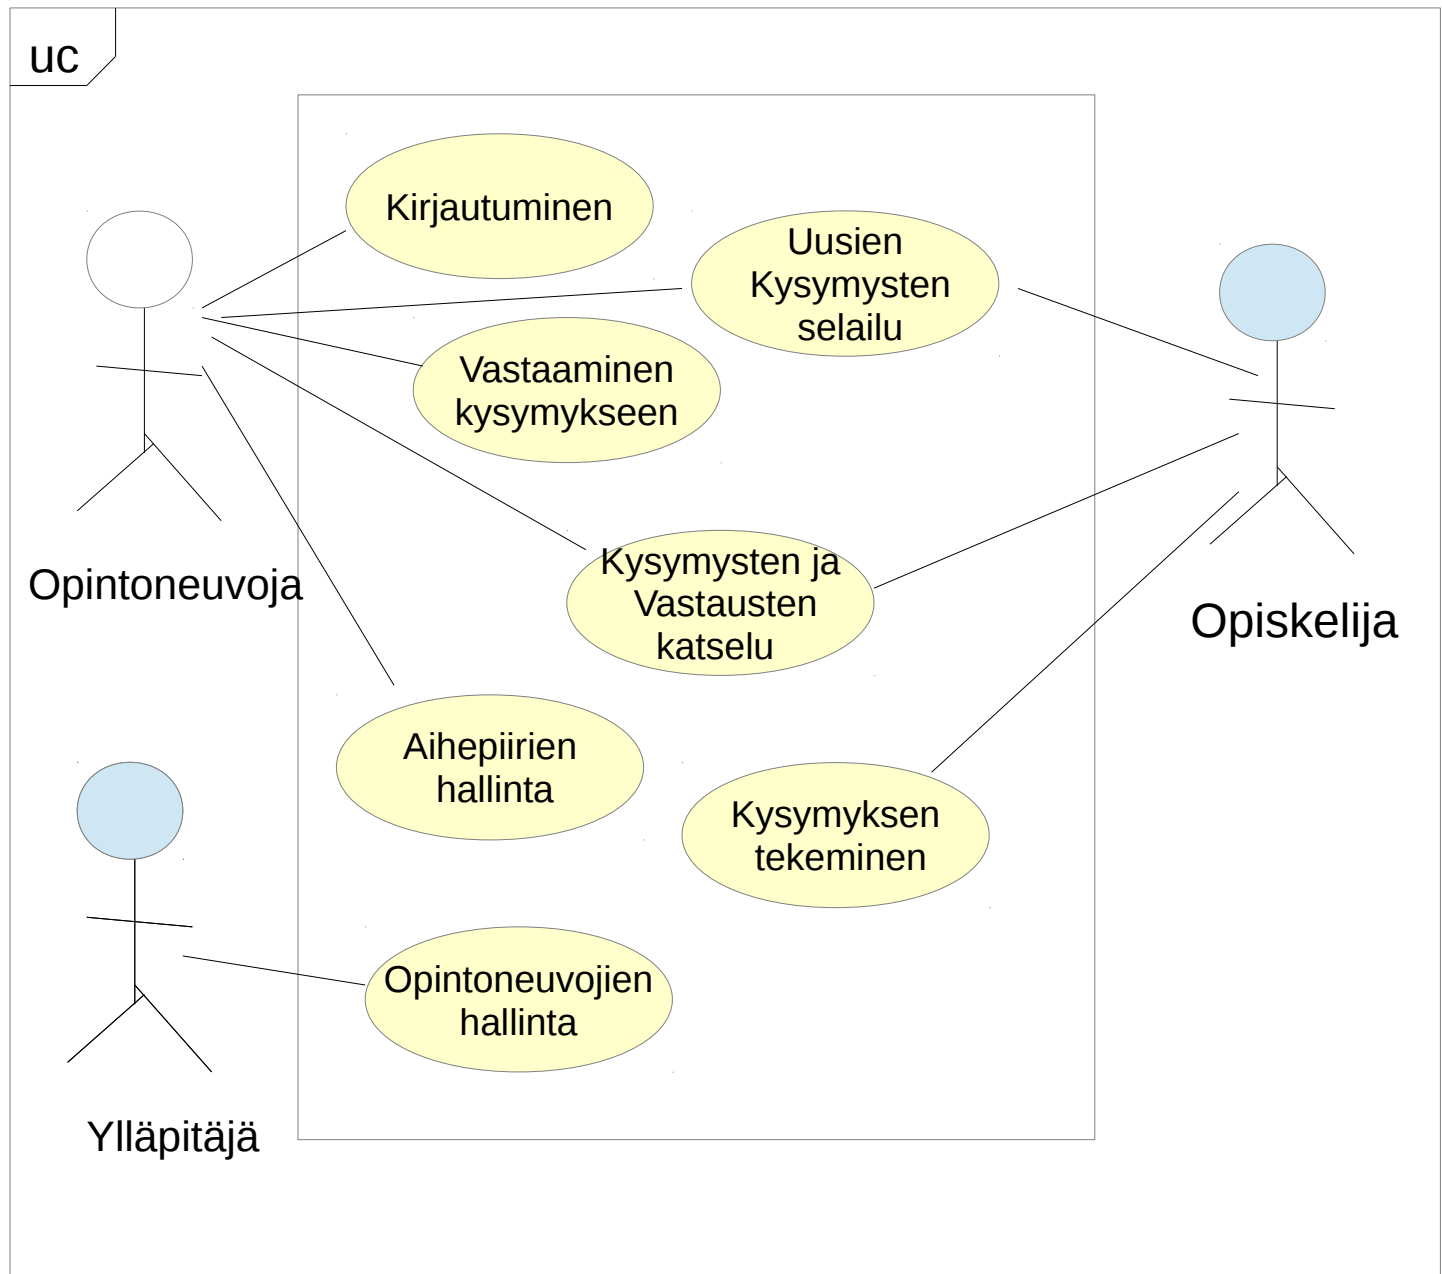 uc
Kirjautuminen
Uusien
Kysymysten
selailu
Vastaaminen
kysymykseen
Opintoneuvoja
Kysymysten ja
Vastausten
katselu
Opiskelija
Aihepiirien
hallinta
Kysymyksen
tekeminen
Opintoneuvojien
hallinta
Ylläpitäjä